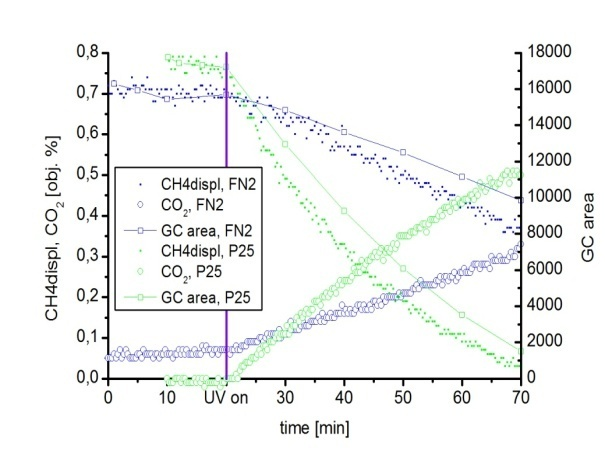 0,8
0,7
0,6
0,5
0,4
0,3
0,2
0,1
0,0
CH4displ, CO2 [obj. %]
18000
16000
14000
12000
10000
8000
6000
4000
2000
0
GC area
CH4displ, FN2
CO2, FN2
GC area, FN2
CH4displ, P25
CO2, P25
GC area, P25
0 10 UV on 30 40 50 60 70
time [min]